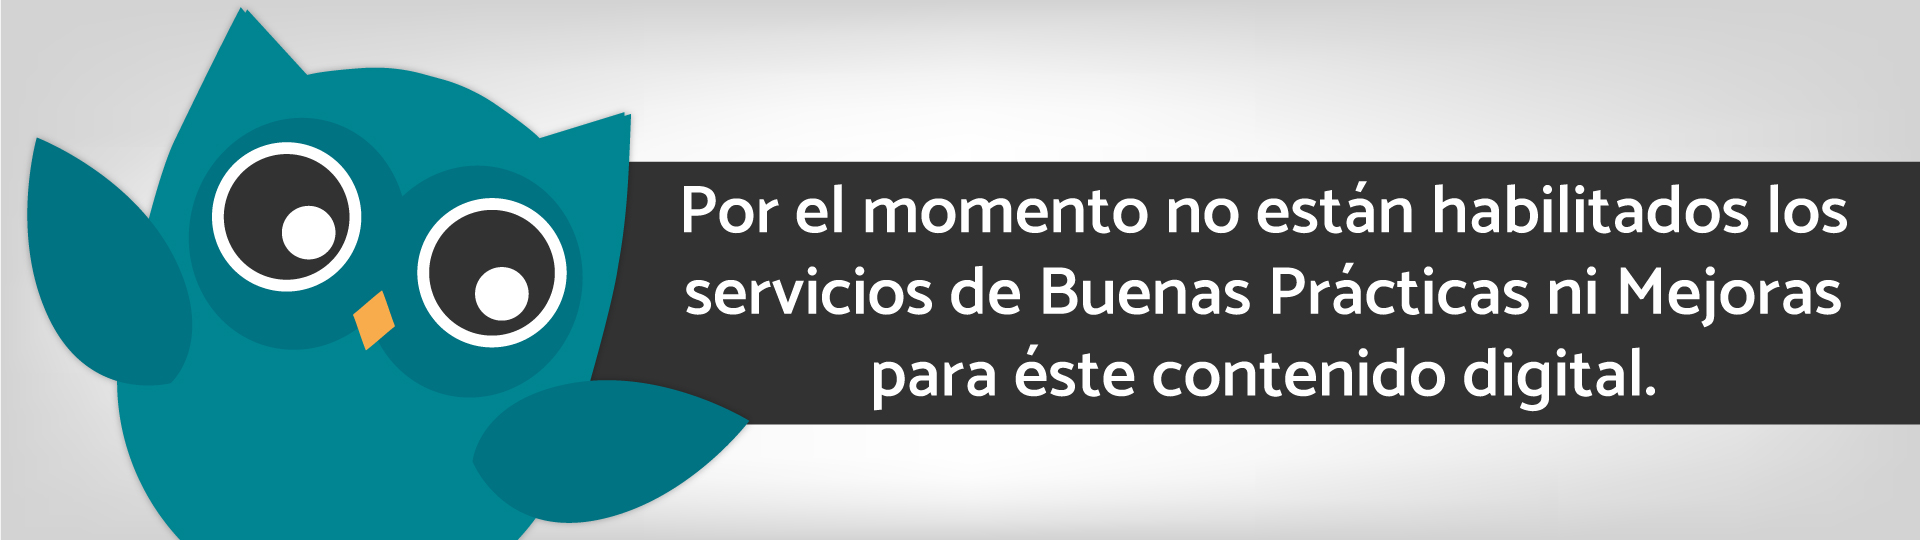 Por el momento no están habilitados los
servicios de Buenas Prácticas ni Mejoras
para éste contenido digital.